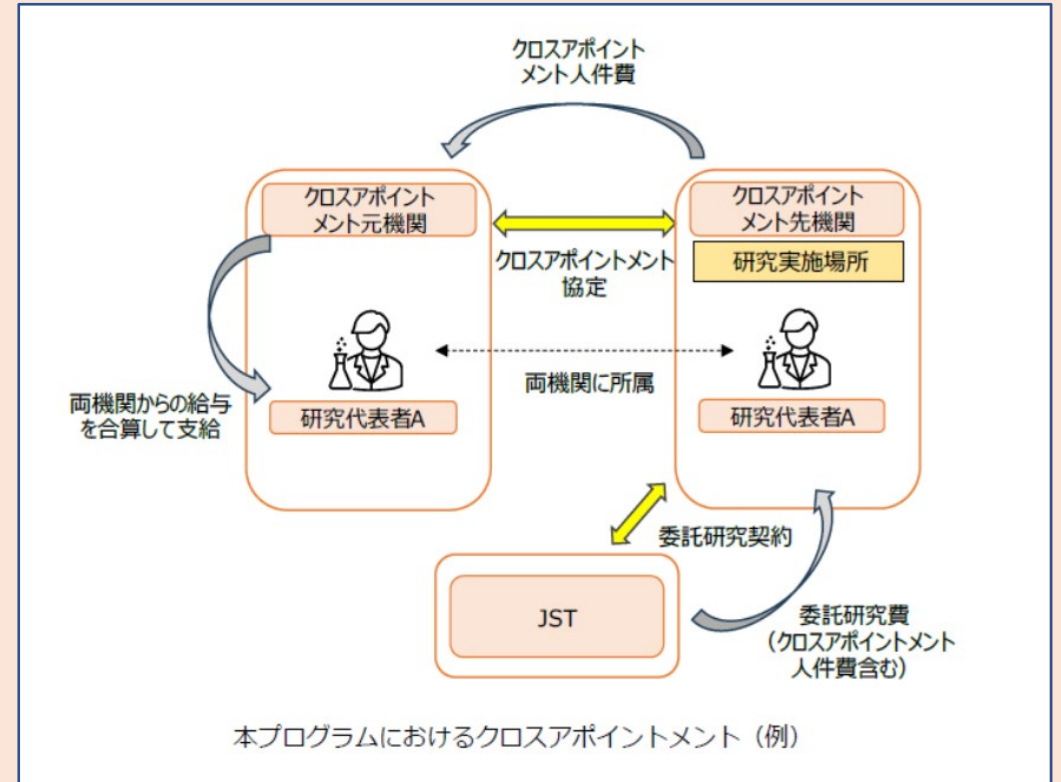 クロスアポイント
メント人件費
クロスアポイント
メント元機関
クロスアポイント
メント先機関
クロスアポイントメント
協定
研究実施場所
両機関に所属
両機関からの給与
を合算して支給
研究代表者A
研究代表者A
委託研究契約
JST
委託研究費
（クロスアポイントメント
人件費含む）
本プログラムにおけるクロスアポイントメント（例）